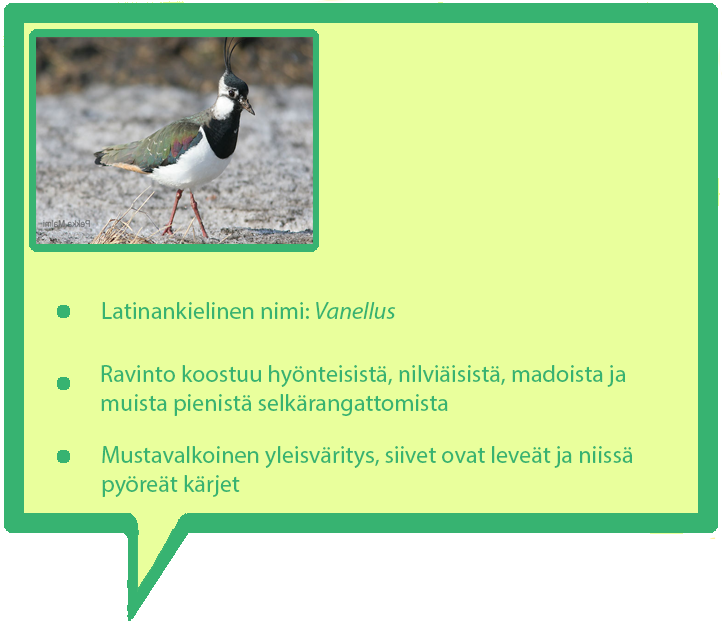 Pekka Malmi
Latinankielinen nimi: Vanellus
Ravinto koostuu hyönteisistä, nilviäisistä, madoista ja
muista pienistä selkärangattomista
Mustavalkoinen yleisväritys, siivet ovat leveät ja niissä
pyöreät kärjet